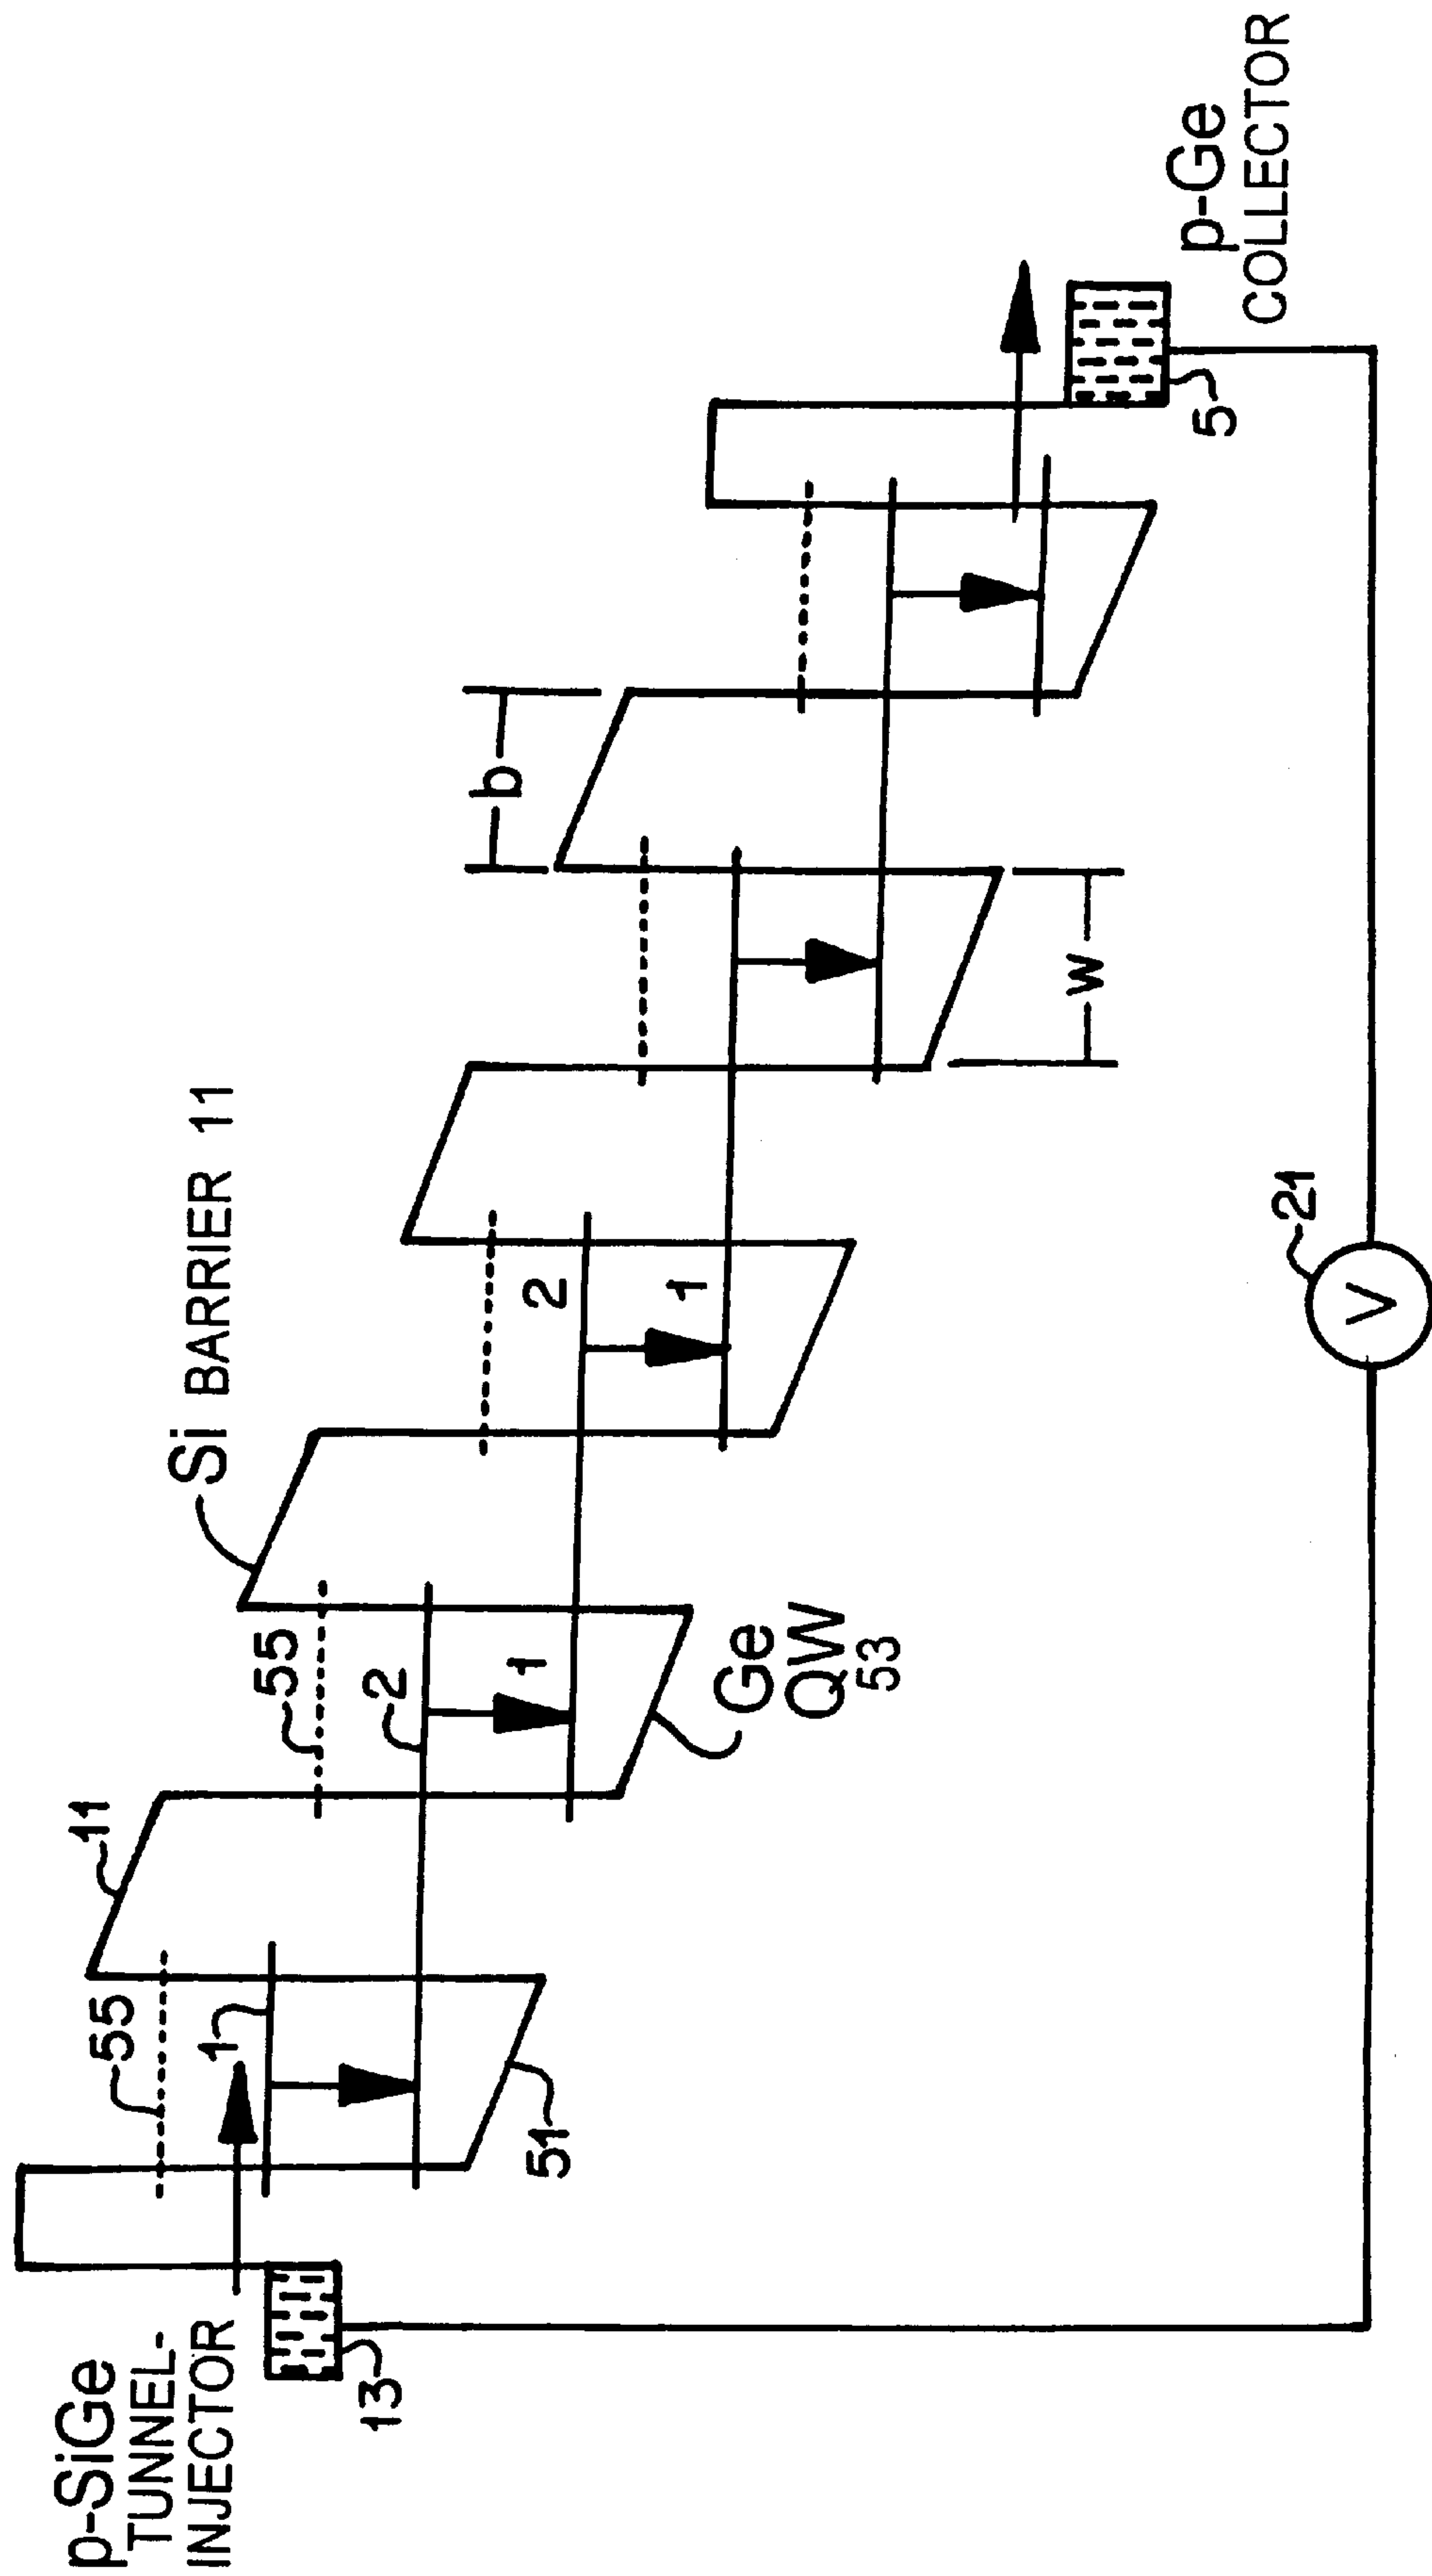 p-SiGe
TUNNEL-
INJECTOR
13
55
1
51
11
55
2
1
Ge
QW
53
Si BARRIER 11
2
1
b
w
5
p-Ge
COLLECTOR
21
V